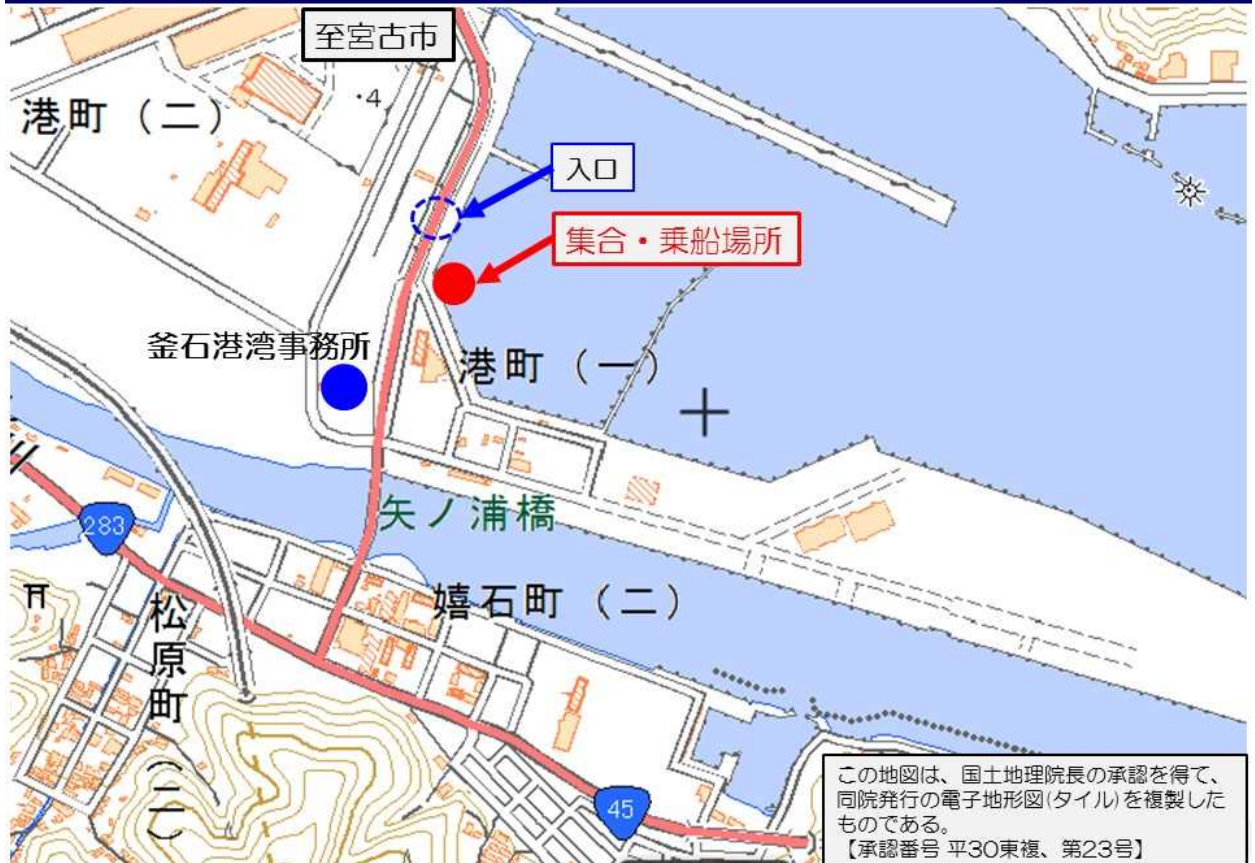 至宮古市
港町（二）
・4
入口
集合・乗船場所
釜石港湾事務所
港町（一）
矢ノ浦橋
283
嬉石町（二）
松原町（二）
45
この地図は、国土地理院長の承認を得て、
同院発行の電子地形図(タイル)を複製した
ものである。
【承認番号 平30東複、第23号】